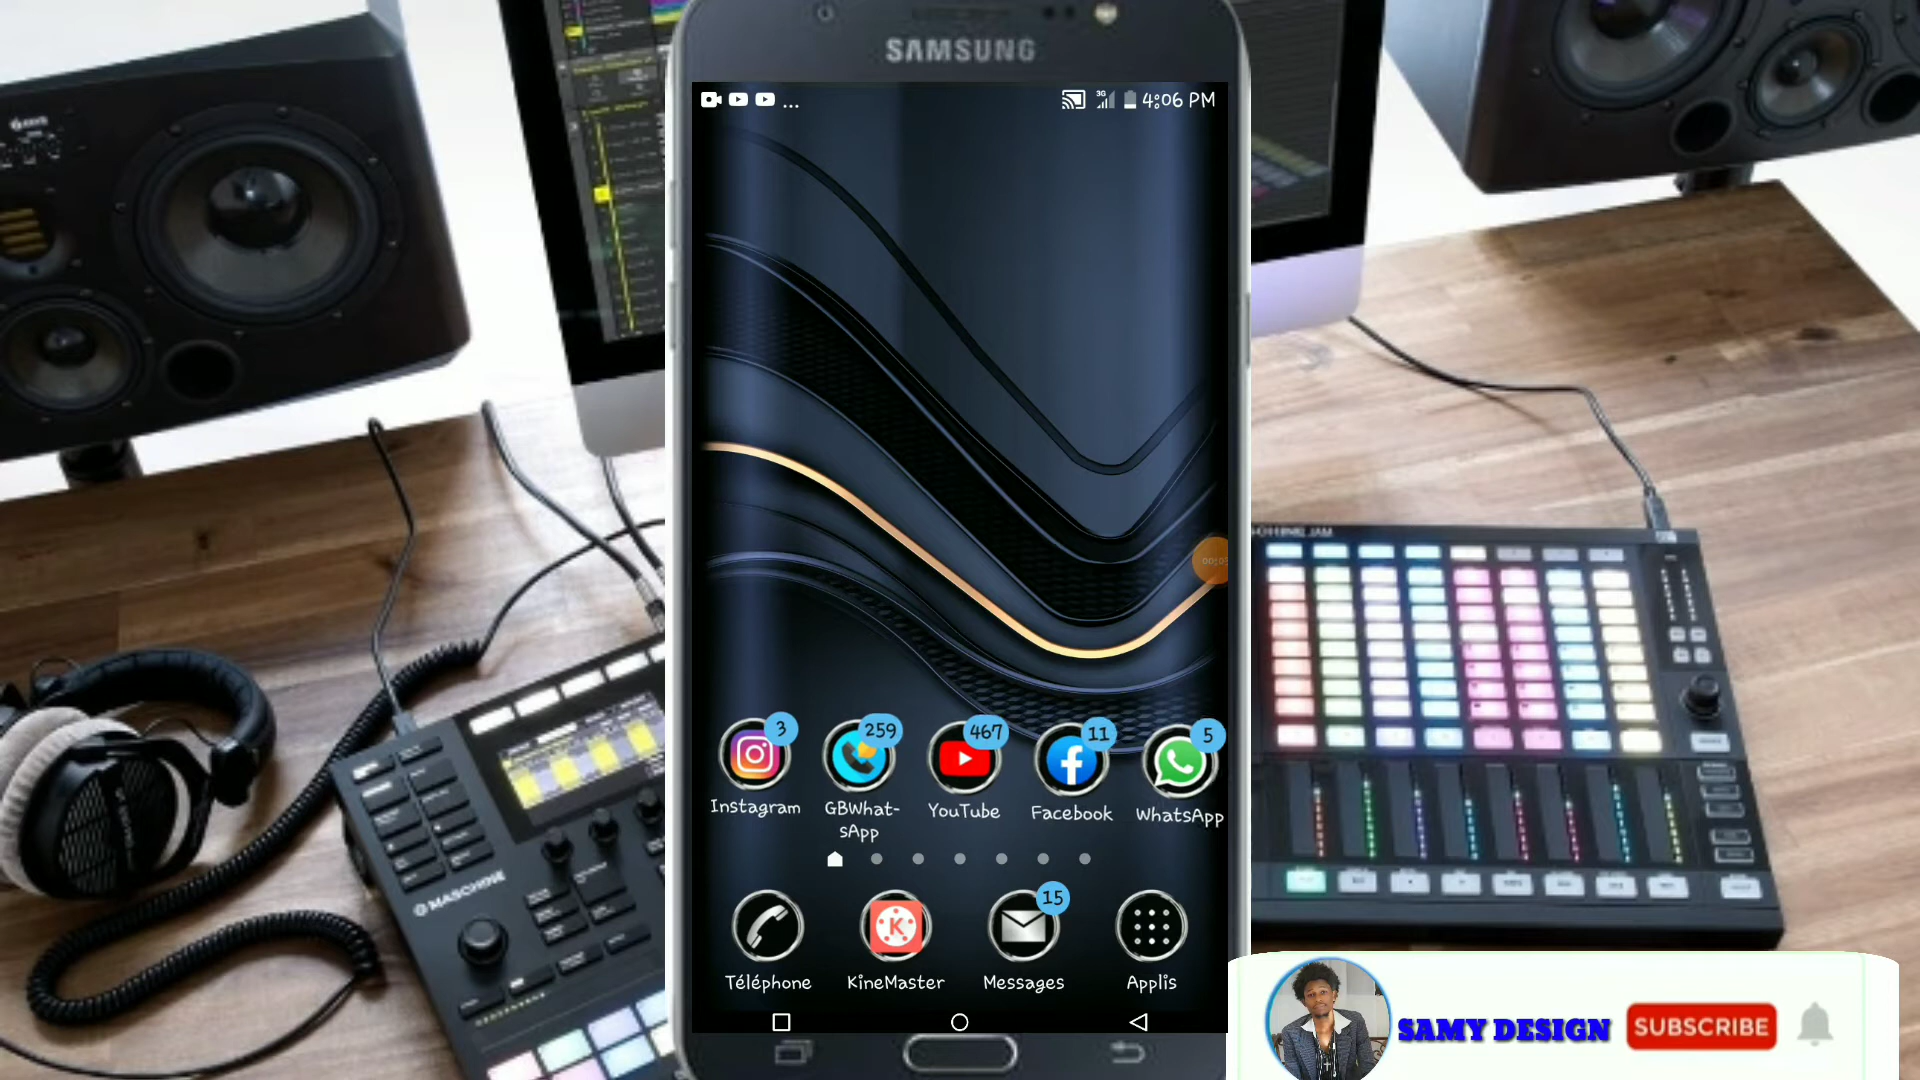 SAMSUNG
... 3G 4:06 PM
3
259
467
11
5
Instagram
GBWhat-
sApp
YouTube
Facebook
WhatsApp
15
K
Téléphone
KineMaster
Messages
Applis
MASCHINE
SAMY DESIGN
SUBSCRIBE